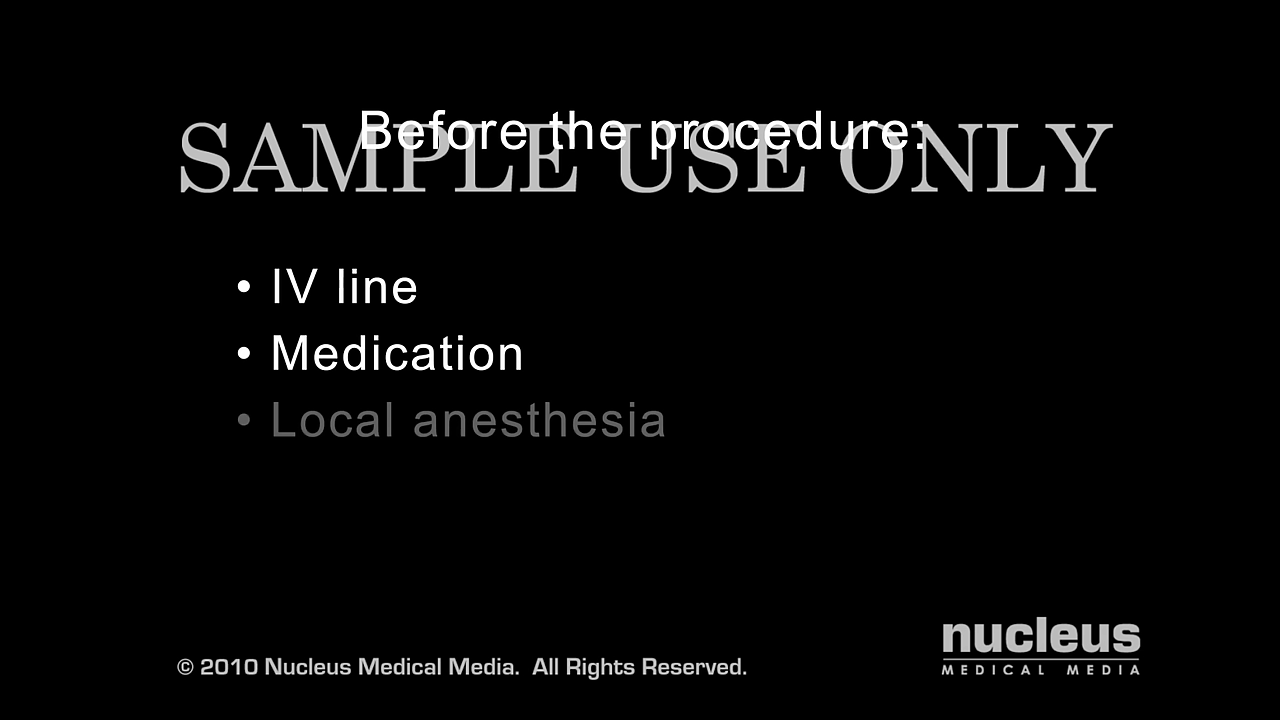 Before the procedure:
SAMPLE USE ONLY
• IV line
• Medication
• Local anesthesia
nucleus
MEDICAL MEDIA
© 2010 Nucleus Medical Media. All Rights Reserved.